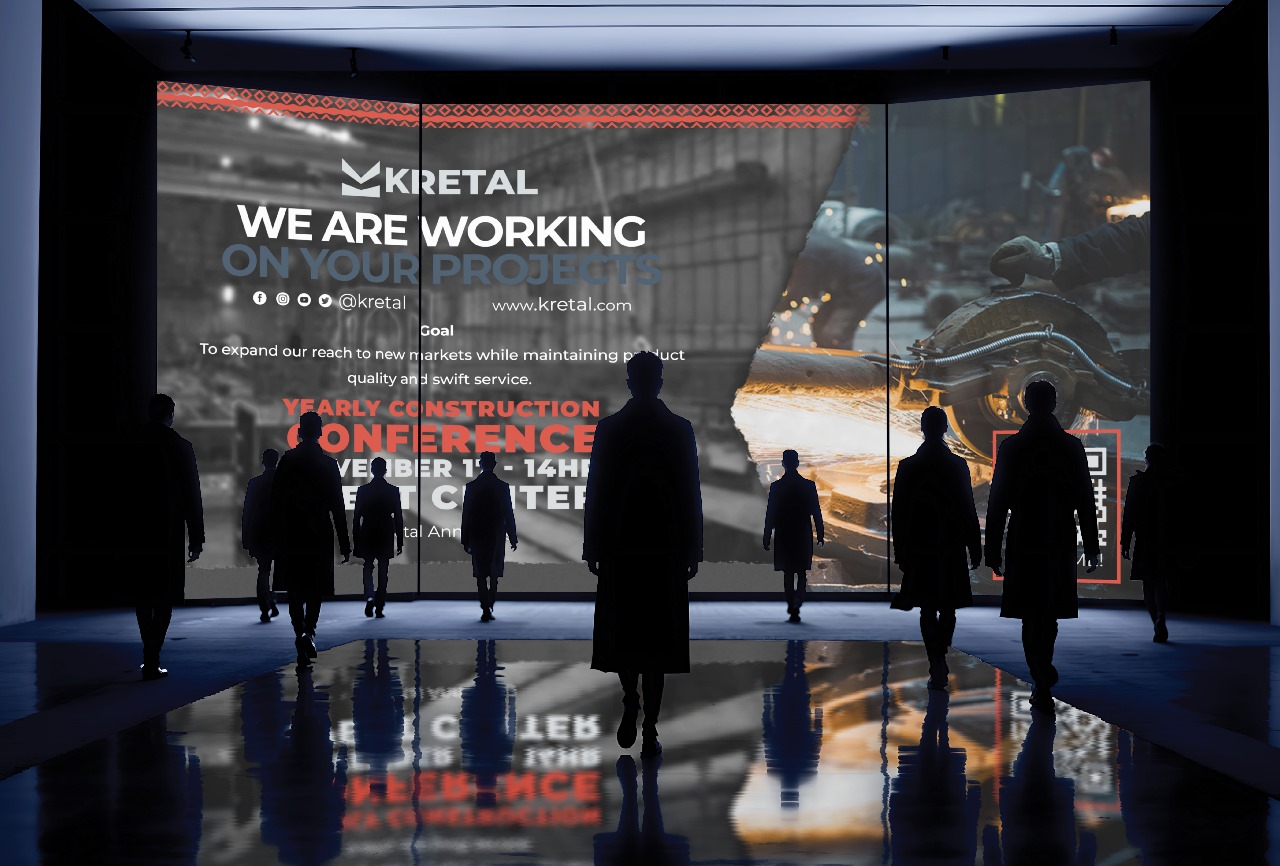 KRETAL
WE ARE WORKING
ON YOUR PROJECTS
@kretal www.kretal.com
Goal
To expand our reach to new markets while maintaining
quality and swift service.
YEARLY CONSTRUCTION
CONFERENCE
- 14HR